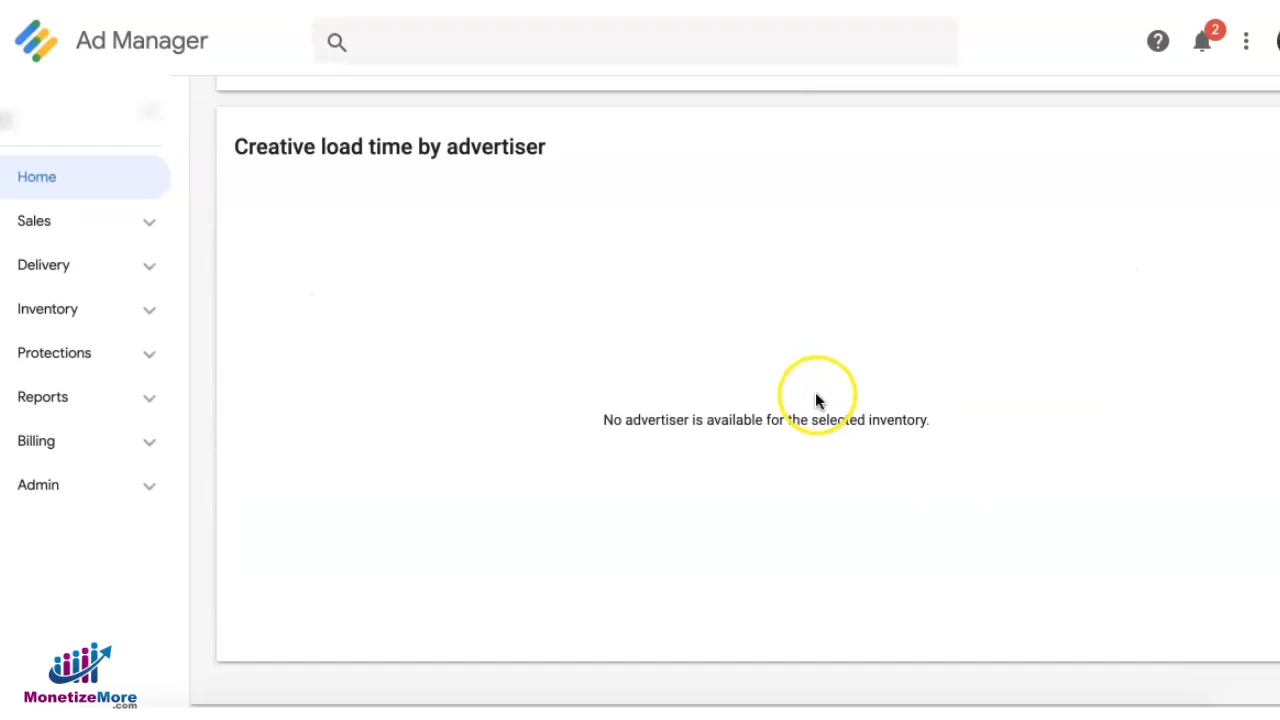 Ad Manager
2
Creative load time by advertiser
Home
Sales
Delivery
Inventory
Protections
Reports
Billing
Admin
No advertiser is available for the selected inventory.
MonetizeMore
.com